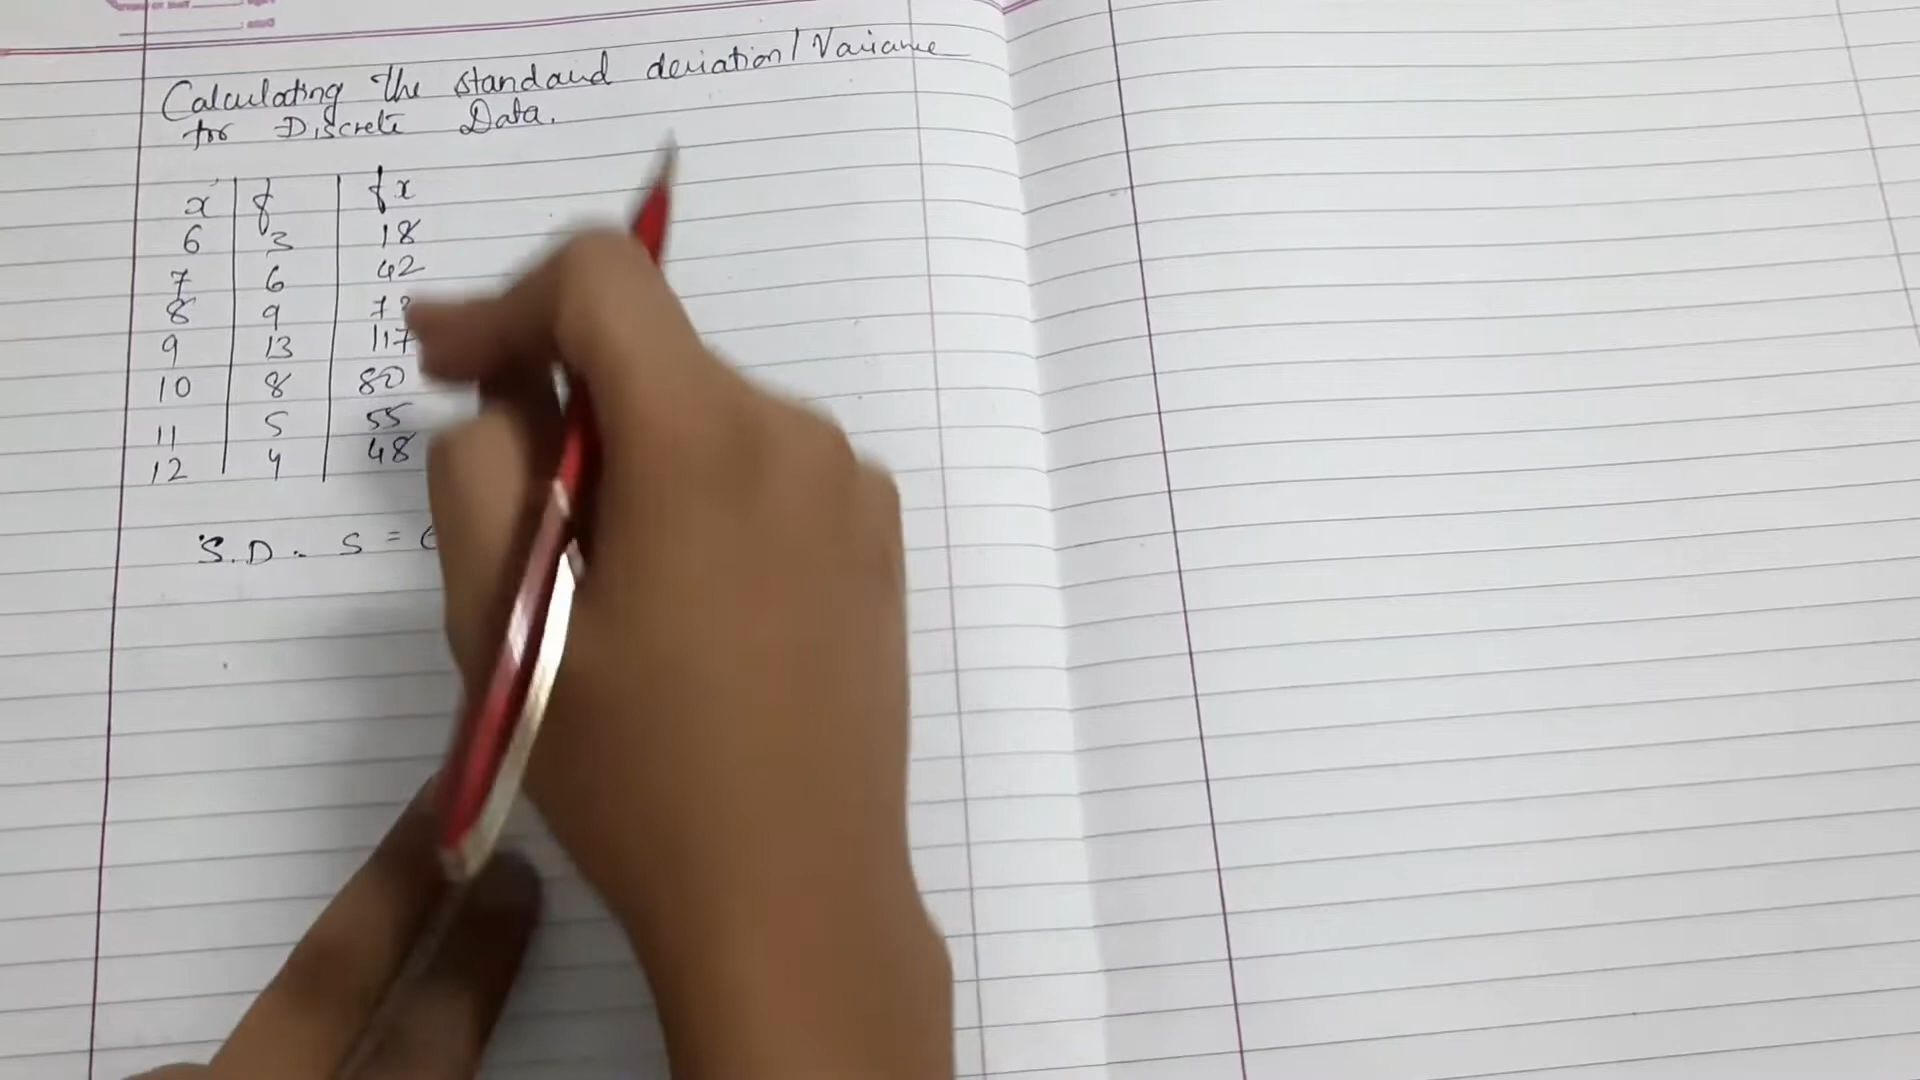 Calculating The standard deviation / Variance
for Discrete Data.
x f fx
6 3 18
7 6 42
8 9
9 13 117
10 8 80
11 5 55
12 4 48
S.D. S =